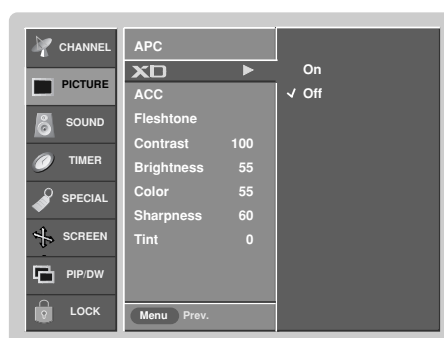 CHANNEL
PICTURE
SOUND
TIMER
SPECIAL
SCREEN
PIP/DW
LOCK
APC
XD ►
ACC
Fleshtone
Contrast 100
Brightness 55
Color 55
Sharpness 60
Tint 0
Menu Prev.
On
✓ Off